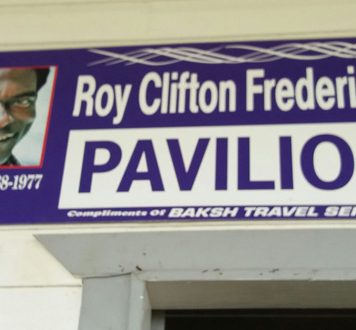 Roy Clifton Frederi
PAVILIO
8-1977
Compliments Of BAKSH TRAVEL SE